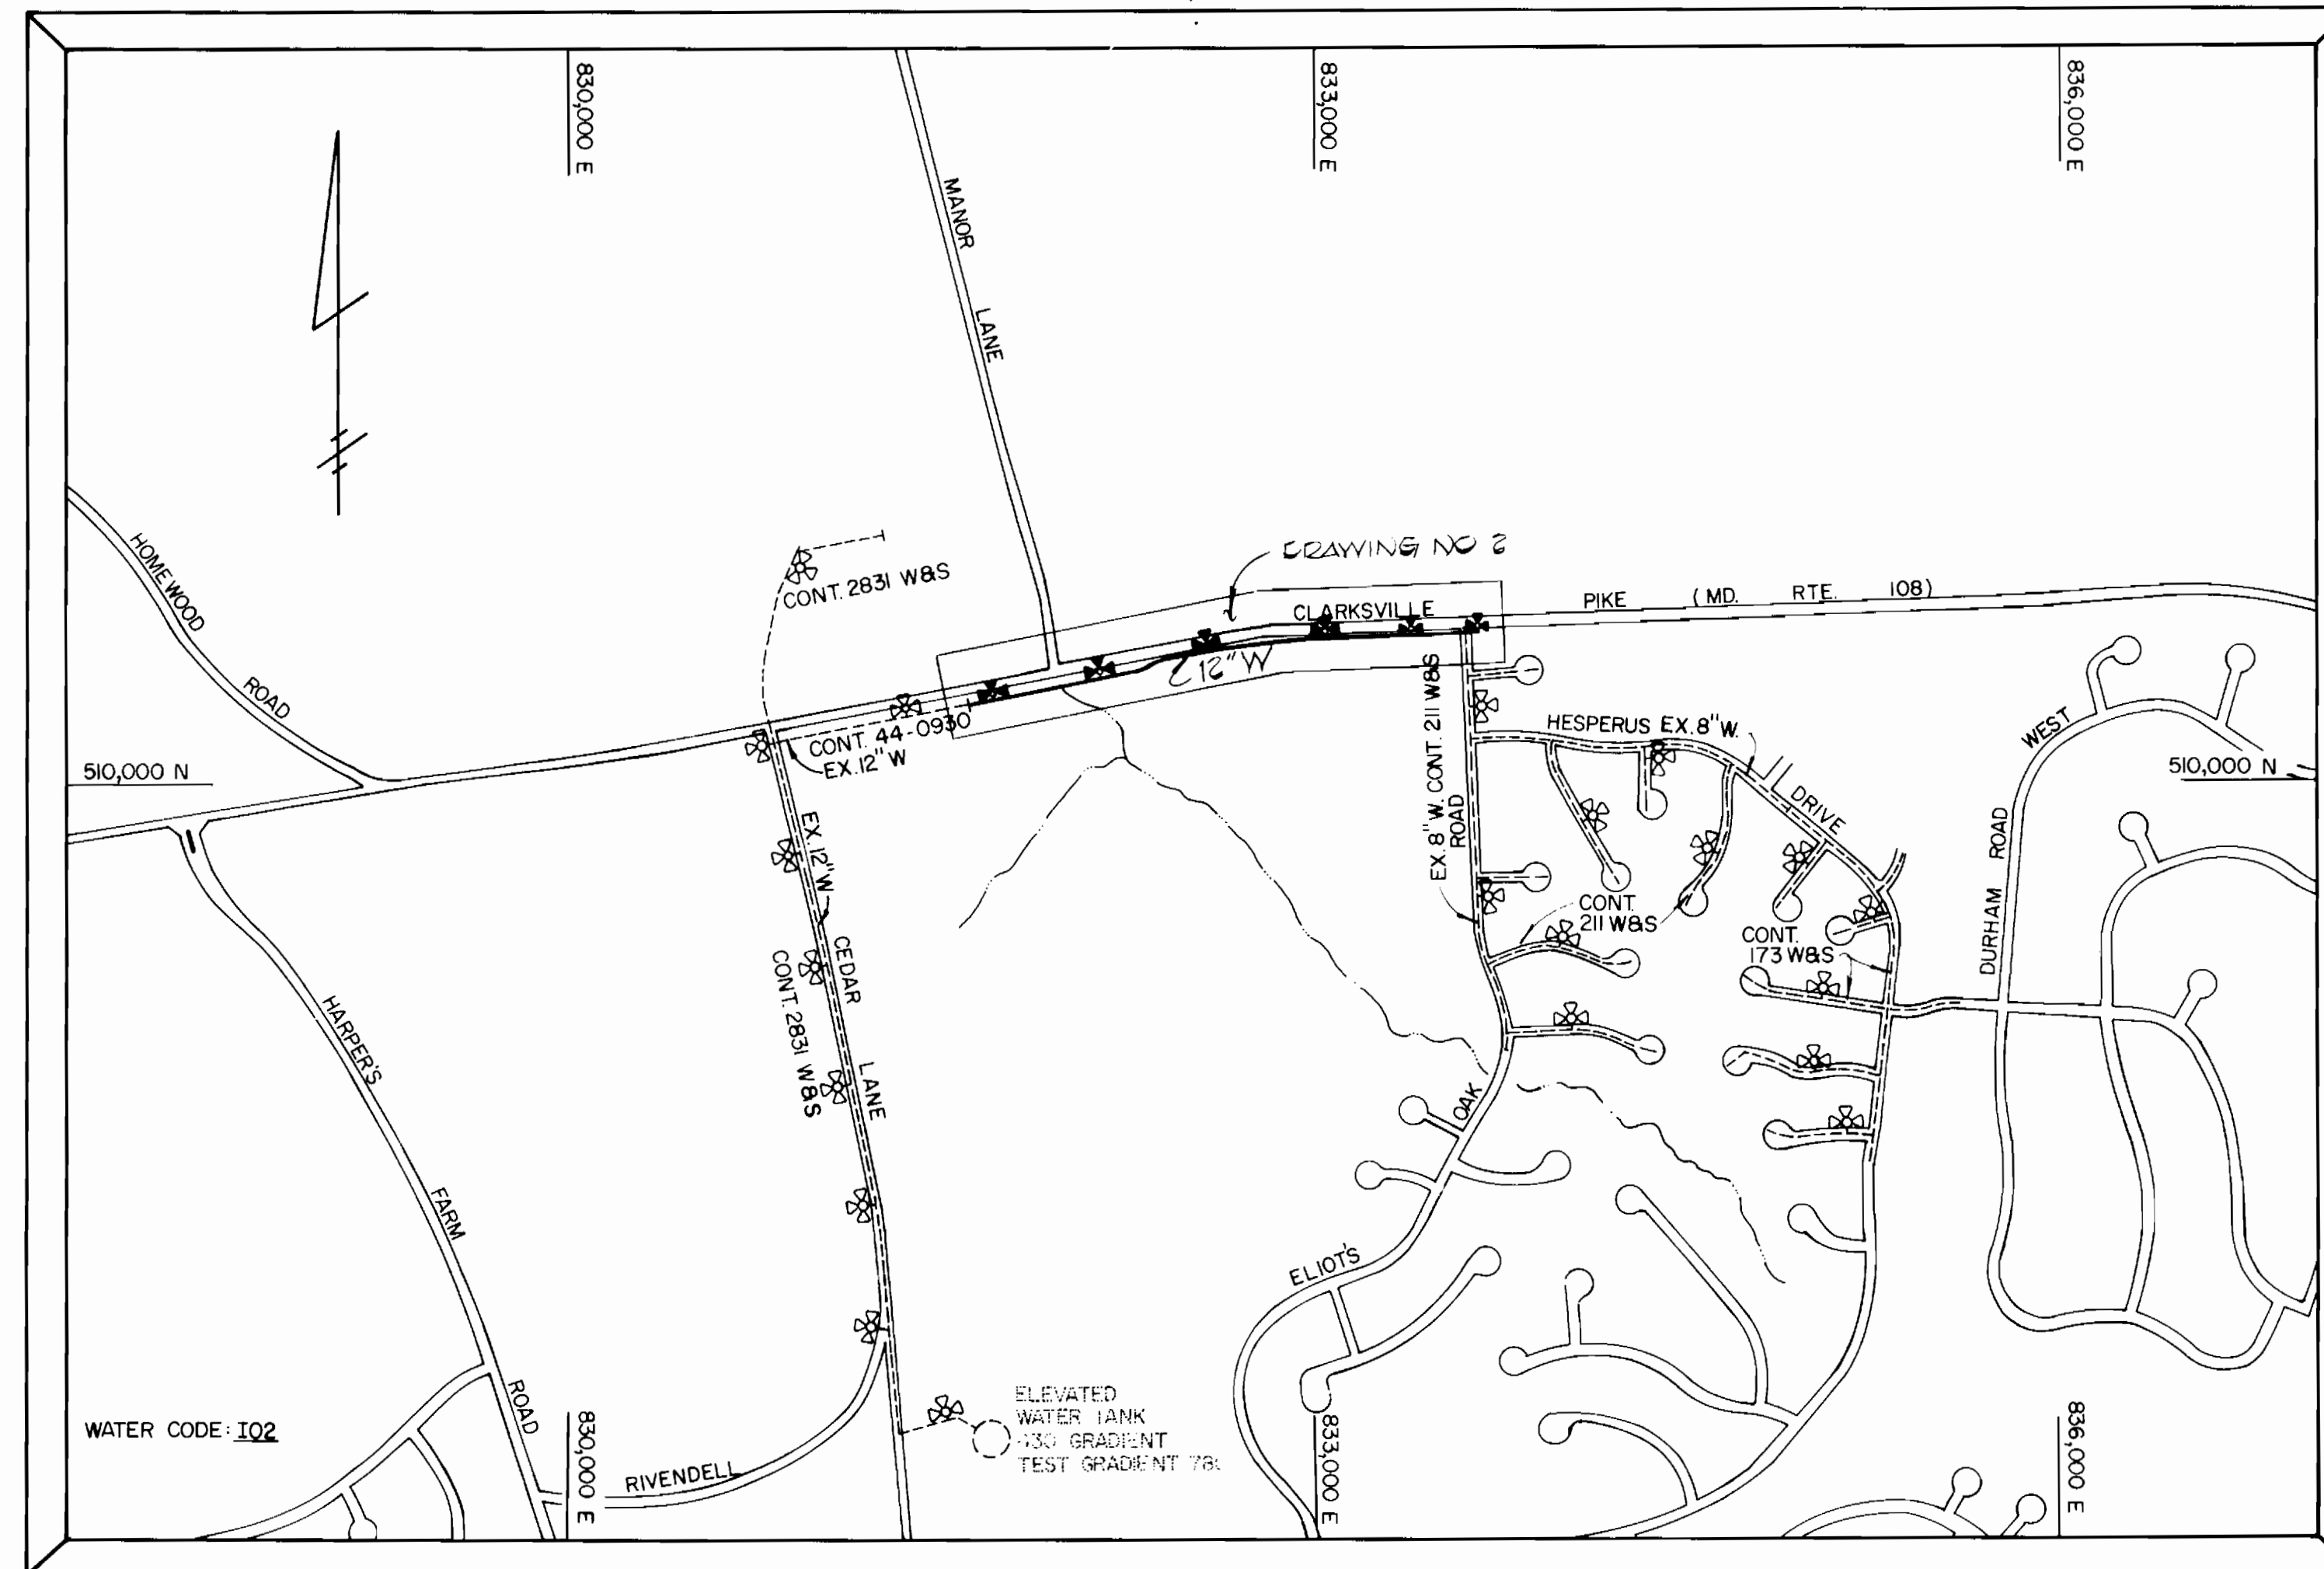 830,000 E
833,000 E
836,000 E
MANOR
LANE
HOMEWOOD
ROAD
CONT. 2831 W&S
DRAWING NO 2
CLARKSVILLE PIKE (MD. RTE. 108)
12" W
CONT. 44-0930
EX. 12" W
510,000 N
510,000 N
HESPERUS EX. 8" W.
DRIVE
WEST
DURHAM ROAD
EX. 8" W. CONT. 211 W&S
ROAD
EX. 12" W
CEDAR
LANE
CONT. 2831 W&S
CONT.
211 W&S
CONT.
173 W&S
HARPER'S
FARM
ROAD
OAK
ELIOT'S
ELEVATED
WATER TANK
GRADIENT
TEST GRADIENT
WATER CODE: I02
RIVENDELL
830,000 E
833,000 E
836,000 E